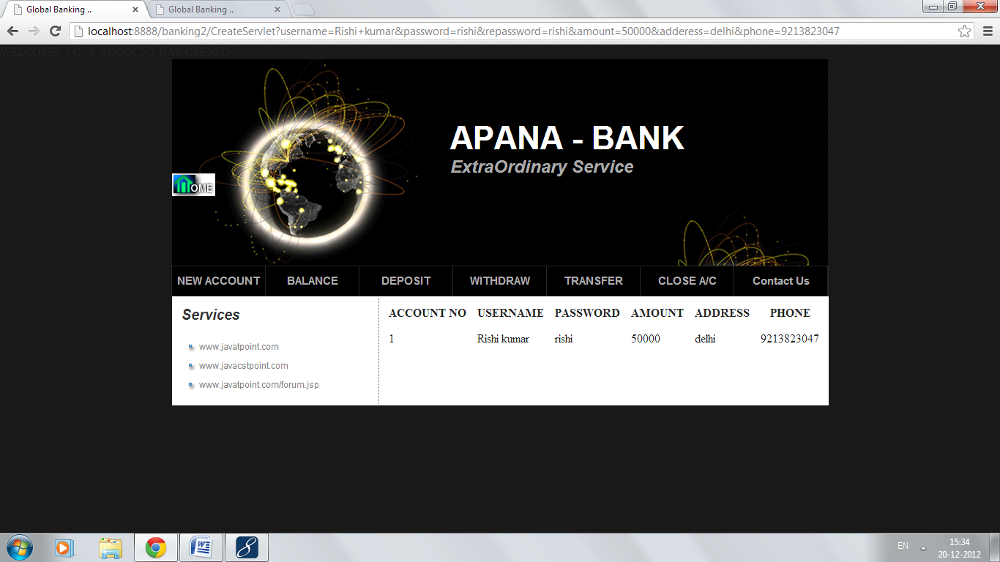 Global Banking ..
Global Banking ..
localhost:8888/banking2/CreateServlet?username=Rishi+kumar&password=rishi&repassword=rishi&amount=50000&adderess=delhi&phone=9213823047
WELCOME! YOUR ACCOUNT HAS OPENED
APANA - BANK
ExtraOrdinary Service
OME
NEW ACCOUNT BALANCE DEPOSIT WITHDRAW TRANSFER CLOSE A/C Contact Us
Services
www.javatpoint.com
www.javacstpoint.com
www.javatpoint.com/forum.jsp
ACCOUNT NO USERNAME PASSWORD AMOUNT ADDRESS PHONE
1 Rishi kumar rishi 50000 delhi 9213823047
EN
15:34
20-12-2012